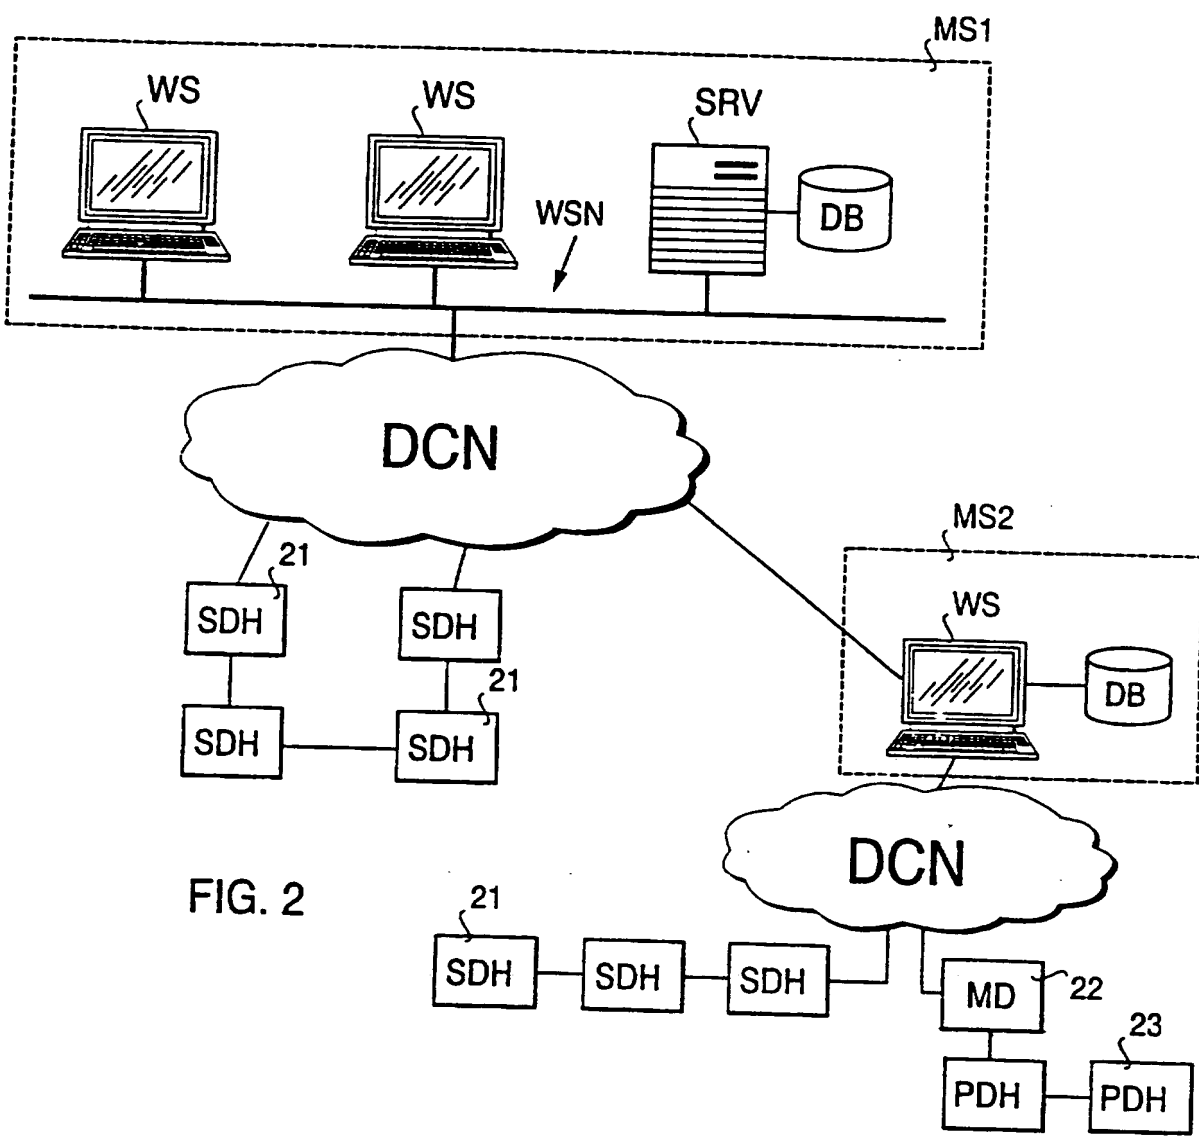 MS1
WS
WS
SRV
WSN
DB
DCN
MS2
21
WS
SDH
SDH
21
DB
SDH
SDH
DCN
FIG. 2
21
SDH
SDH
SDH
MD
22
23
PDH
PDH